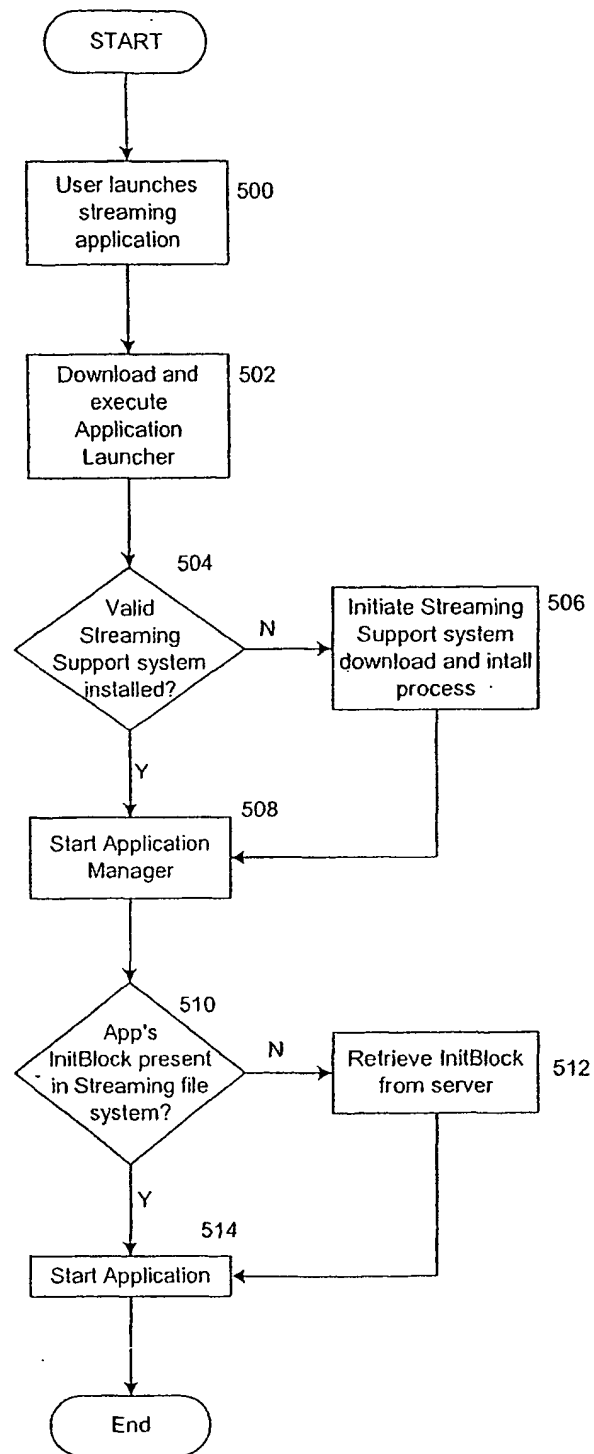 START
User launches
streaming
application
500
Download and
execute
Application
Launcher
502
504
Valid
Streaming
Support system
installed?
N
Initiate Streaming
Support system
download and intall
process
506
Y
508
Start Application
Manager
510
App's
InitBlock present
in Streaming file
system?
N
Retrieve InitBlock
from server
512
Y
514
Start Application
End